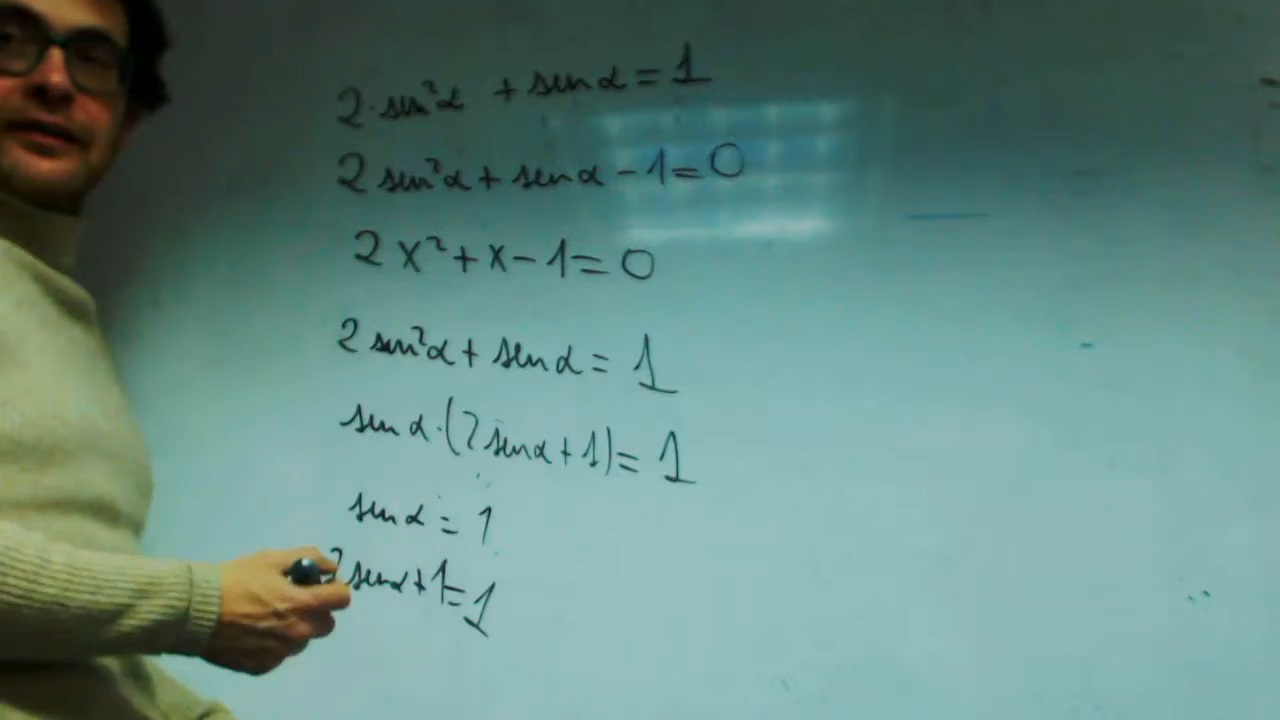 2·sen²α + senα = 1
2 sen²α + senα - 1 = 0
2x² + x - 1 = 0
2 sen²α + senα = 1
senα·(2senα + 1) = 1
senα = 1
2senα + 1 = 1